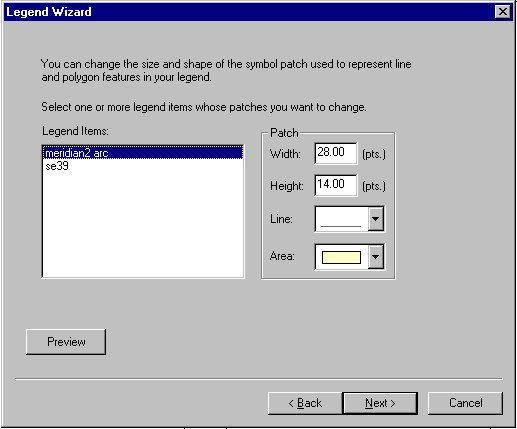 Legend Wizard
You can change the size and shape of the symbol patch used to represent line
and polygon features in your legend.
Select one or more legend items whose patches you want to change.
Legend Items:
meridian2 arc
se39
Patch
Width: 28.00 (pts.)
Height: 14.00 (pts.)
Line:
Area:
Preview
< Back Next > Cancel